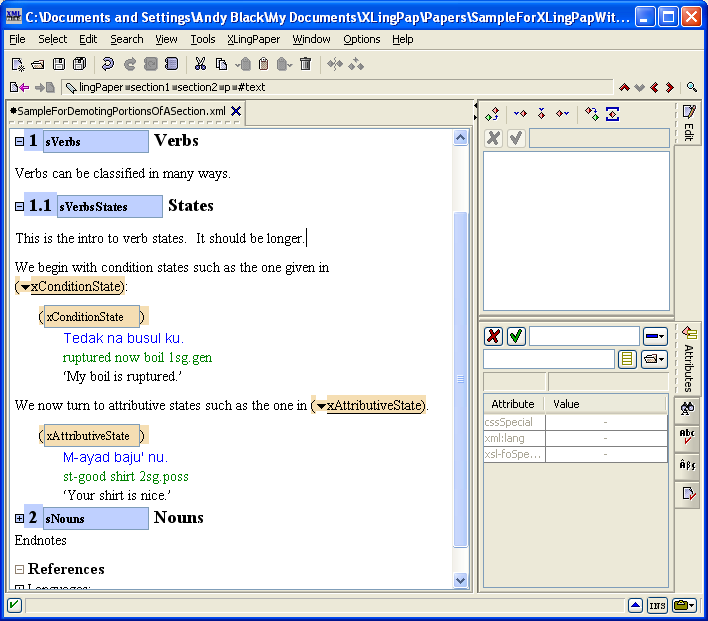 C:\Documents and Settings\Andy Black\My Documents\XLingPap\Papers\SampleForXLingPapWit...
File Select Edit Search View Tools XLingPaper Window Options Help
lingPaper section1 section2 p #text
SampleForDemotingPortionsOfASection.xml
1 sVerbs Verbs
Verbs can be classified in many ways.
1.1 sVerbsStates States
This is the intro to verb states. It should be longer.
We begin with condition states such as the one given in
(xConditionState):
(xConditionState)
Tedak na busul ku.
ruptured now boil 1sg.gen
‘My boil is ruptured.’
We now turn to attributive states such as the one in (xAttributiveState).
(xAttributiveState)
M-ayad baju' nu.
st-good shirt 2sg.poss
‘Your shirt is nice.’
2 sNouns Nouns
Endnotes
References
Languages:
Edit
Attributes
Attribute Value
cssSpecial -
xml:lang -
xsl-foSpe... -
Abc
Āβς
INS